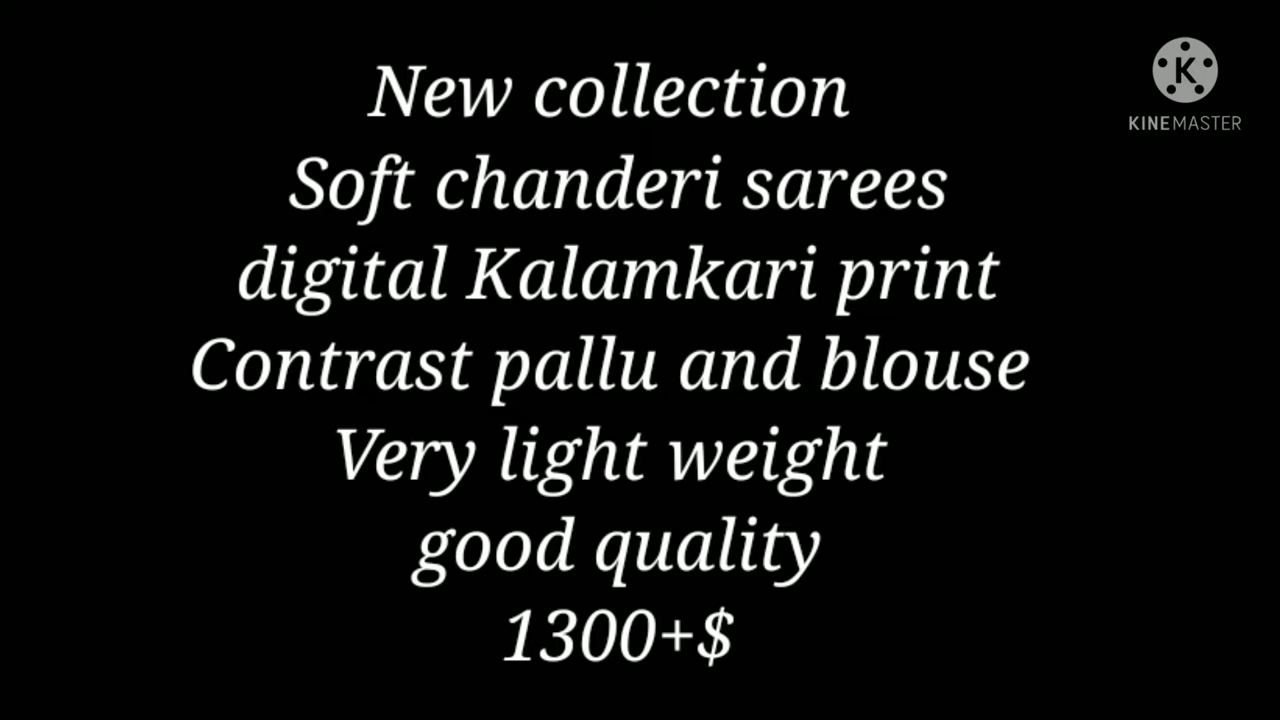 New collection
Soft chanderi sarees
digital Kalamkari print
Contrast pallu and blouse
Very light weight
good quality
1300+$
K
KINEMASTER